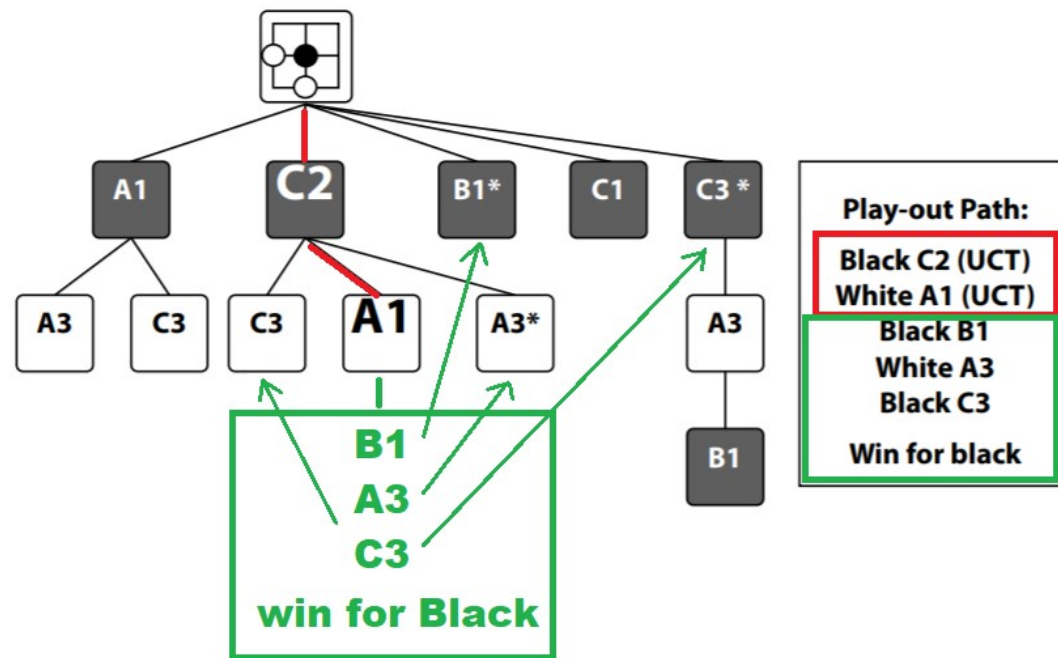 A1
C2
B1*
C1
C3 *
A3
C3
C3
A1
A3*
A3
B1
B1
A3
C3
win for Black
Play-out Path:
Black C2 (UCT)
White A1 (UCT)
Black B1
White A3
Black C3
Win for black